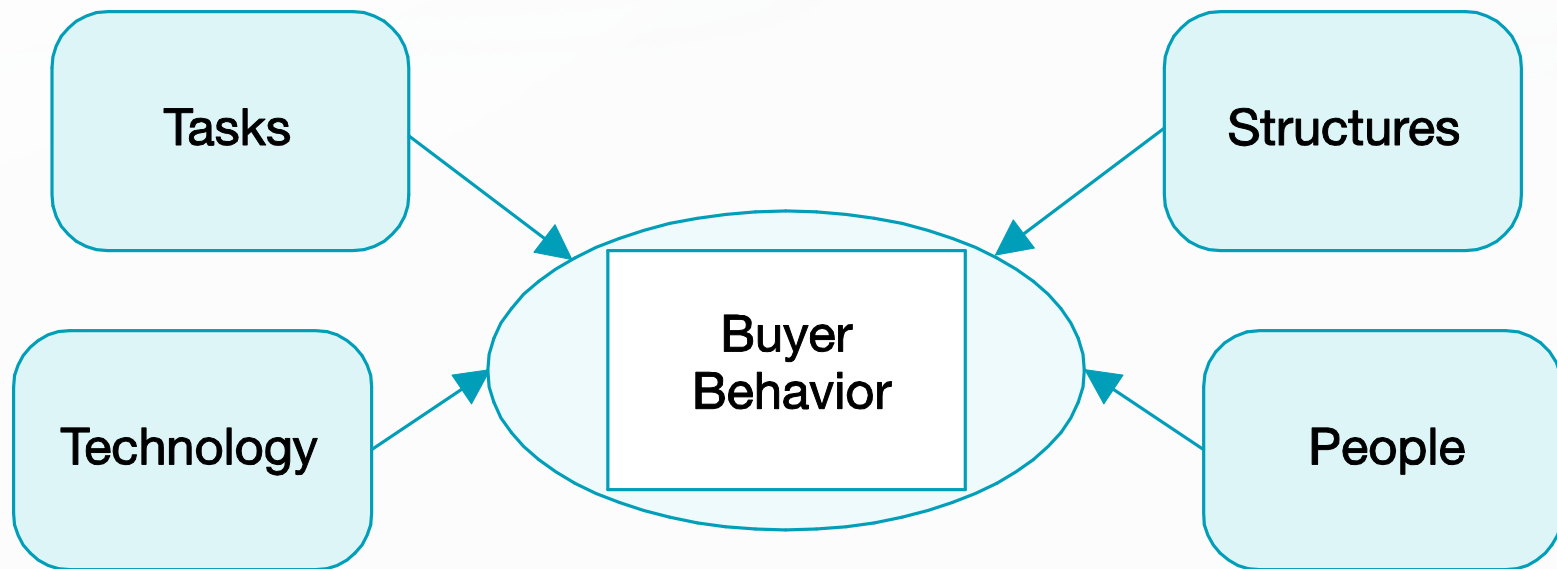 Tasks
Structures
Buyer
Behavior
Technology
People